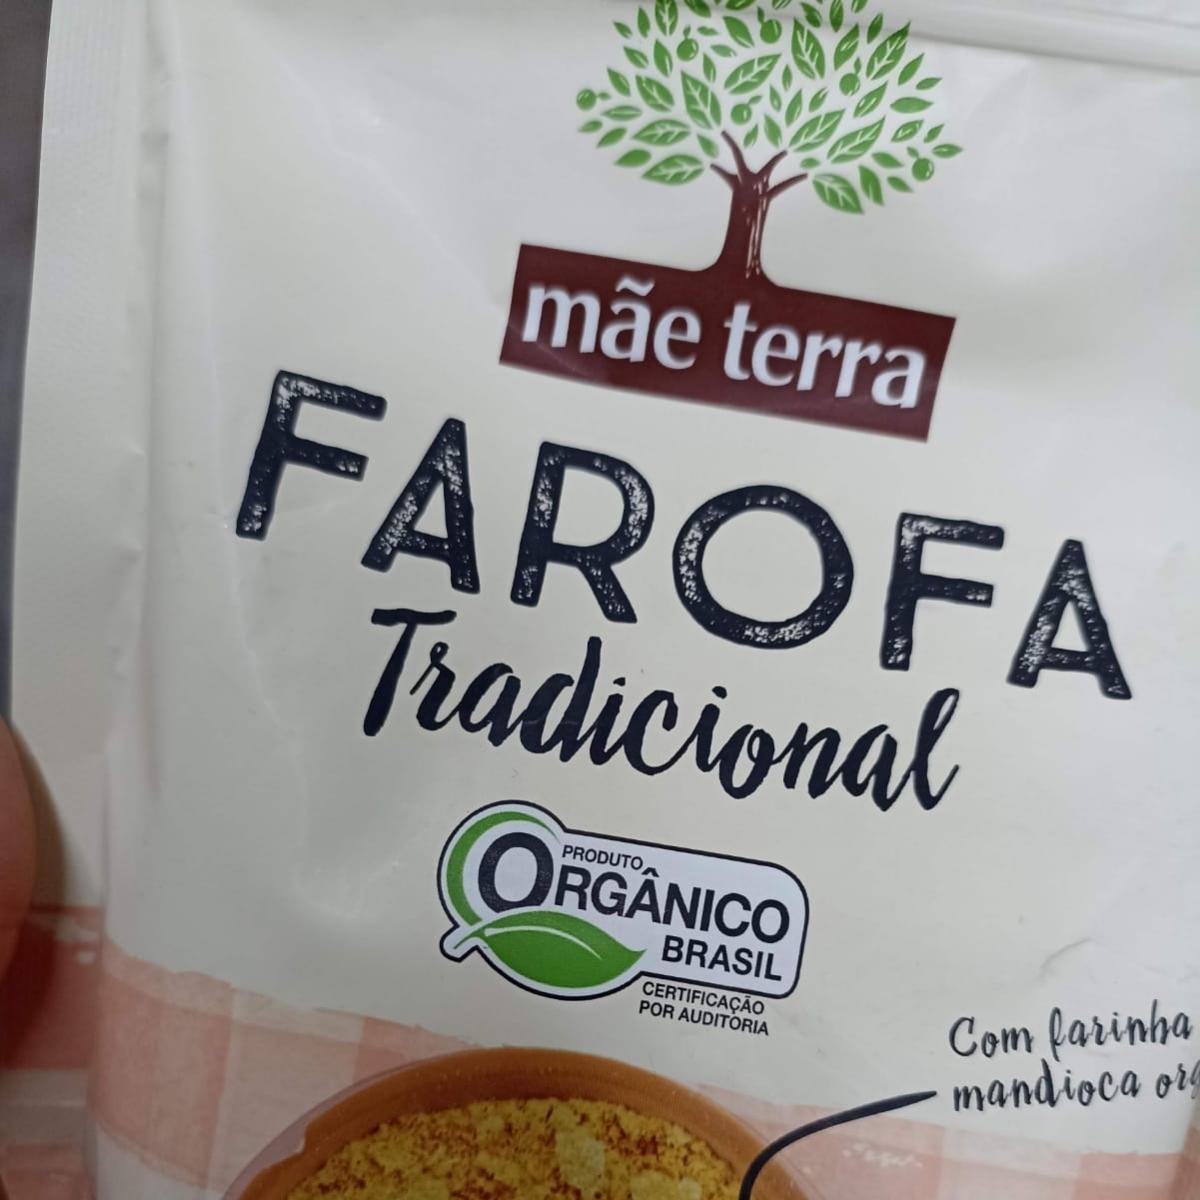 mãe terra
FAROFA
Tradicional
PRODUTO
ORGÂNICO
BRASIL
CERTIFICAÇÃO
POR AUDITORIA
Com farinha
mandioca